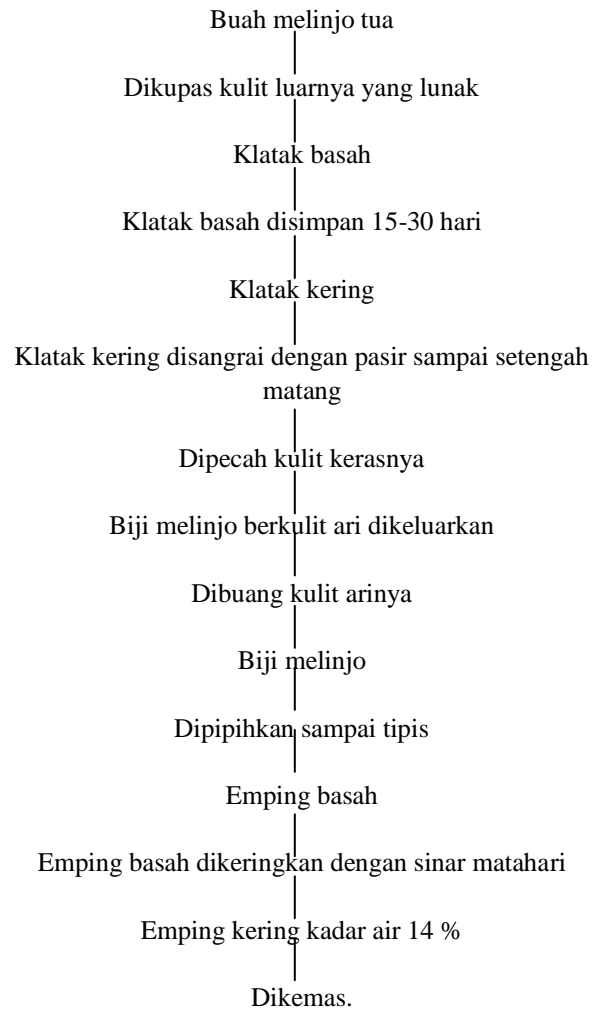 Buah melinjo tua
Dikupas kulit luarnya yang lunak
Klatak basah
Klatak basah disimpan 15-30 hari
Klatak kering
Klatak kering disangrai dengan pasir sampai setengah
matang
Dipecah kulit kerasnya
Biji melinjo berkulit ari dikeluarkan
Dibuang kulit arinya
Biji melinjo
Dipipihkan sampai tipis
Emping basah
Emping basah dikeringkan dengan sinar matahari
Emping kering kadar air 14 %
Dikemas.